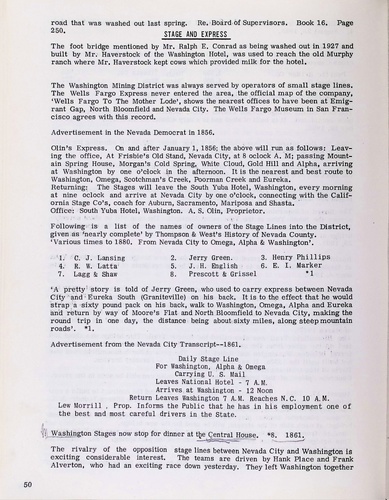 road that was washed out last spring. Re. Board of Supervisors. Book 16. Page
250.
STAGE AND EXPRESS
The foot bridge mentioned by Mr. Ralph E. Conrad as being washed out in 1927 and
built by Mr. Haverstock of the Washington Hotel, was used to reach the old Murphy
ranch where Mr. Haverstock kept cows which provided milk for the hotel.
The Washington Mining District was always served by operators of small stage lines.
The Wells Fargo Express never entered the area, the official map of the company,
'Wells Fargo To The Mother Lode', shows the nearest offices to have been at Emig-
rant Gap, North Bloomfield and Nevada City. The Wells Fargo Museum in San Fran-
cisco agrees with this record.
Advertisement in the Nevada Democrat in 1856.
Olin's Express. On and after January 1, 1856; the above will run as follows: Leav-
ing the office, At Frisbie's Old Stand, Nevada City, at 8 oclock A. M; passing Mount-
ain Spring House, Morgan's Cold Spring, White Cloud, Gold Hill and Alpha, arriving
at Washington by one o'clock in the afternoon. It is the nearest and best route to
Washington, Omega, Scotchman's Creek, Poorman Creek and Eureka.
Returning: The Stages will leave the South Yuba Hotel, Washington, every morning
at nine oclock and arrive at Nevada City by one o'clock, connecting with the Calif-
ornia Stage Co's, coach for Auburn, Sacramento, Mariposa and Shasta.
Office: South Yuba Hotel, Washington. A. S. Olin, Proprietor.
Following is a list of the names of owners of the Stage Lines into the District,
given as 'nearly complete' by Thompson & West's History of Nevada County.
'Various times to 1880. From Nevada City to Omega, Alpha & Washington'.
1. C. J. Lansing 2. Jerry Green. 3. Henry Phillips
4. R. W. Latta 5. J. H. English 6. E. I. Marker
7. Lagg & Shaw 8. Prescott & Grissel *1
'A pretty' story is told of Jerry Green, who used to carry express between Nevada
City and Eureka South (Graniteville) on his back. It is to the effect that he would
strap a sixty pound pack on his back, walk to Washington, Omega, Alpha and Eureka
and return by way of Moore's Flat and North Bloomfield to Nevada City, making the
round trip in one day, the distance being about sixty miles, along steep mountain
roads'. *1.
Advertisement from the Nevada City Transcript--1861.
Daily Stage Line
For Washington, Alpha & Omega
Carrying U. S. Mail
Leaves National Hotel - 7 A.M.
Arrives at Washington - 12 Noon
Return Leaves Washington 7 A.M. Reaches N.C. 10 A.M.
Lew Morrill, Prop. Informs the Public that he has in his employment one of
the best and most careful drivers in the State.
Washington Stages now stop for dinner at the Central House. *8. 1861.
The rivalry of the opposition stage lines between Nevada City and Washington is
exciting considerable interest. The teams are driven by Hank Place and Frank
Alverton, who had an exciting race down yesterday. They left Washington together
50